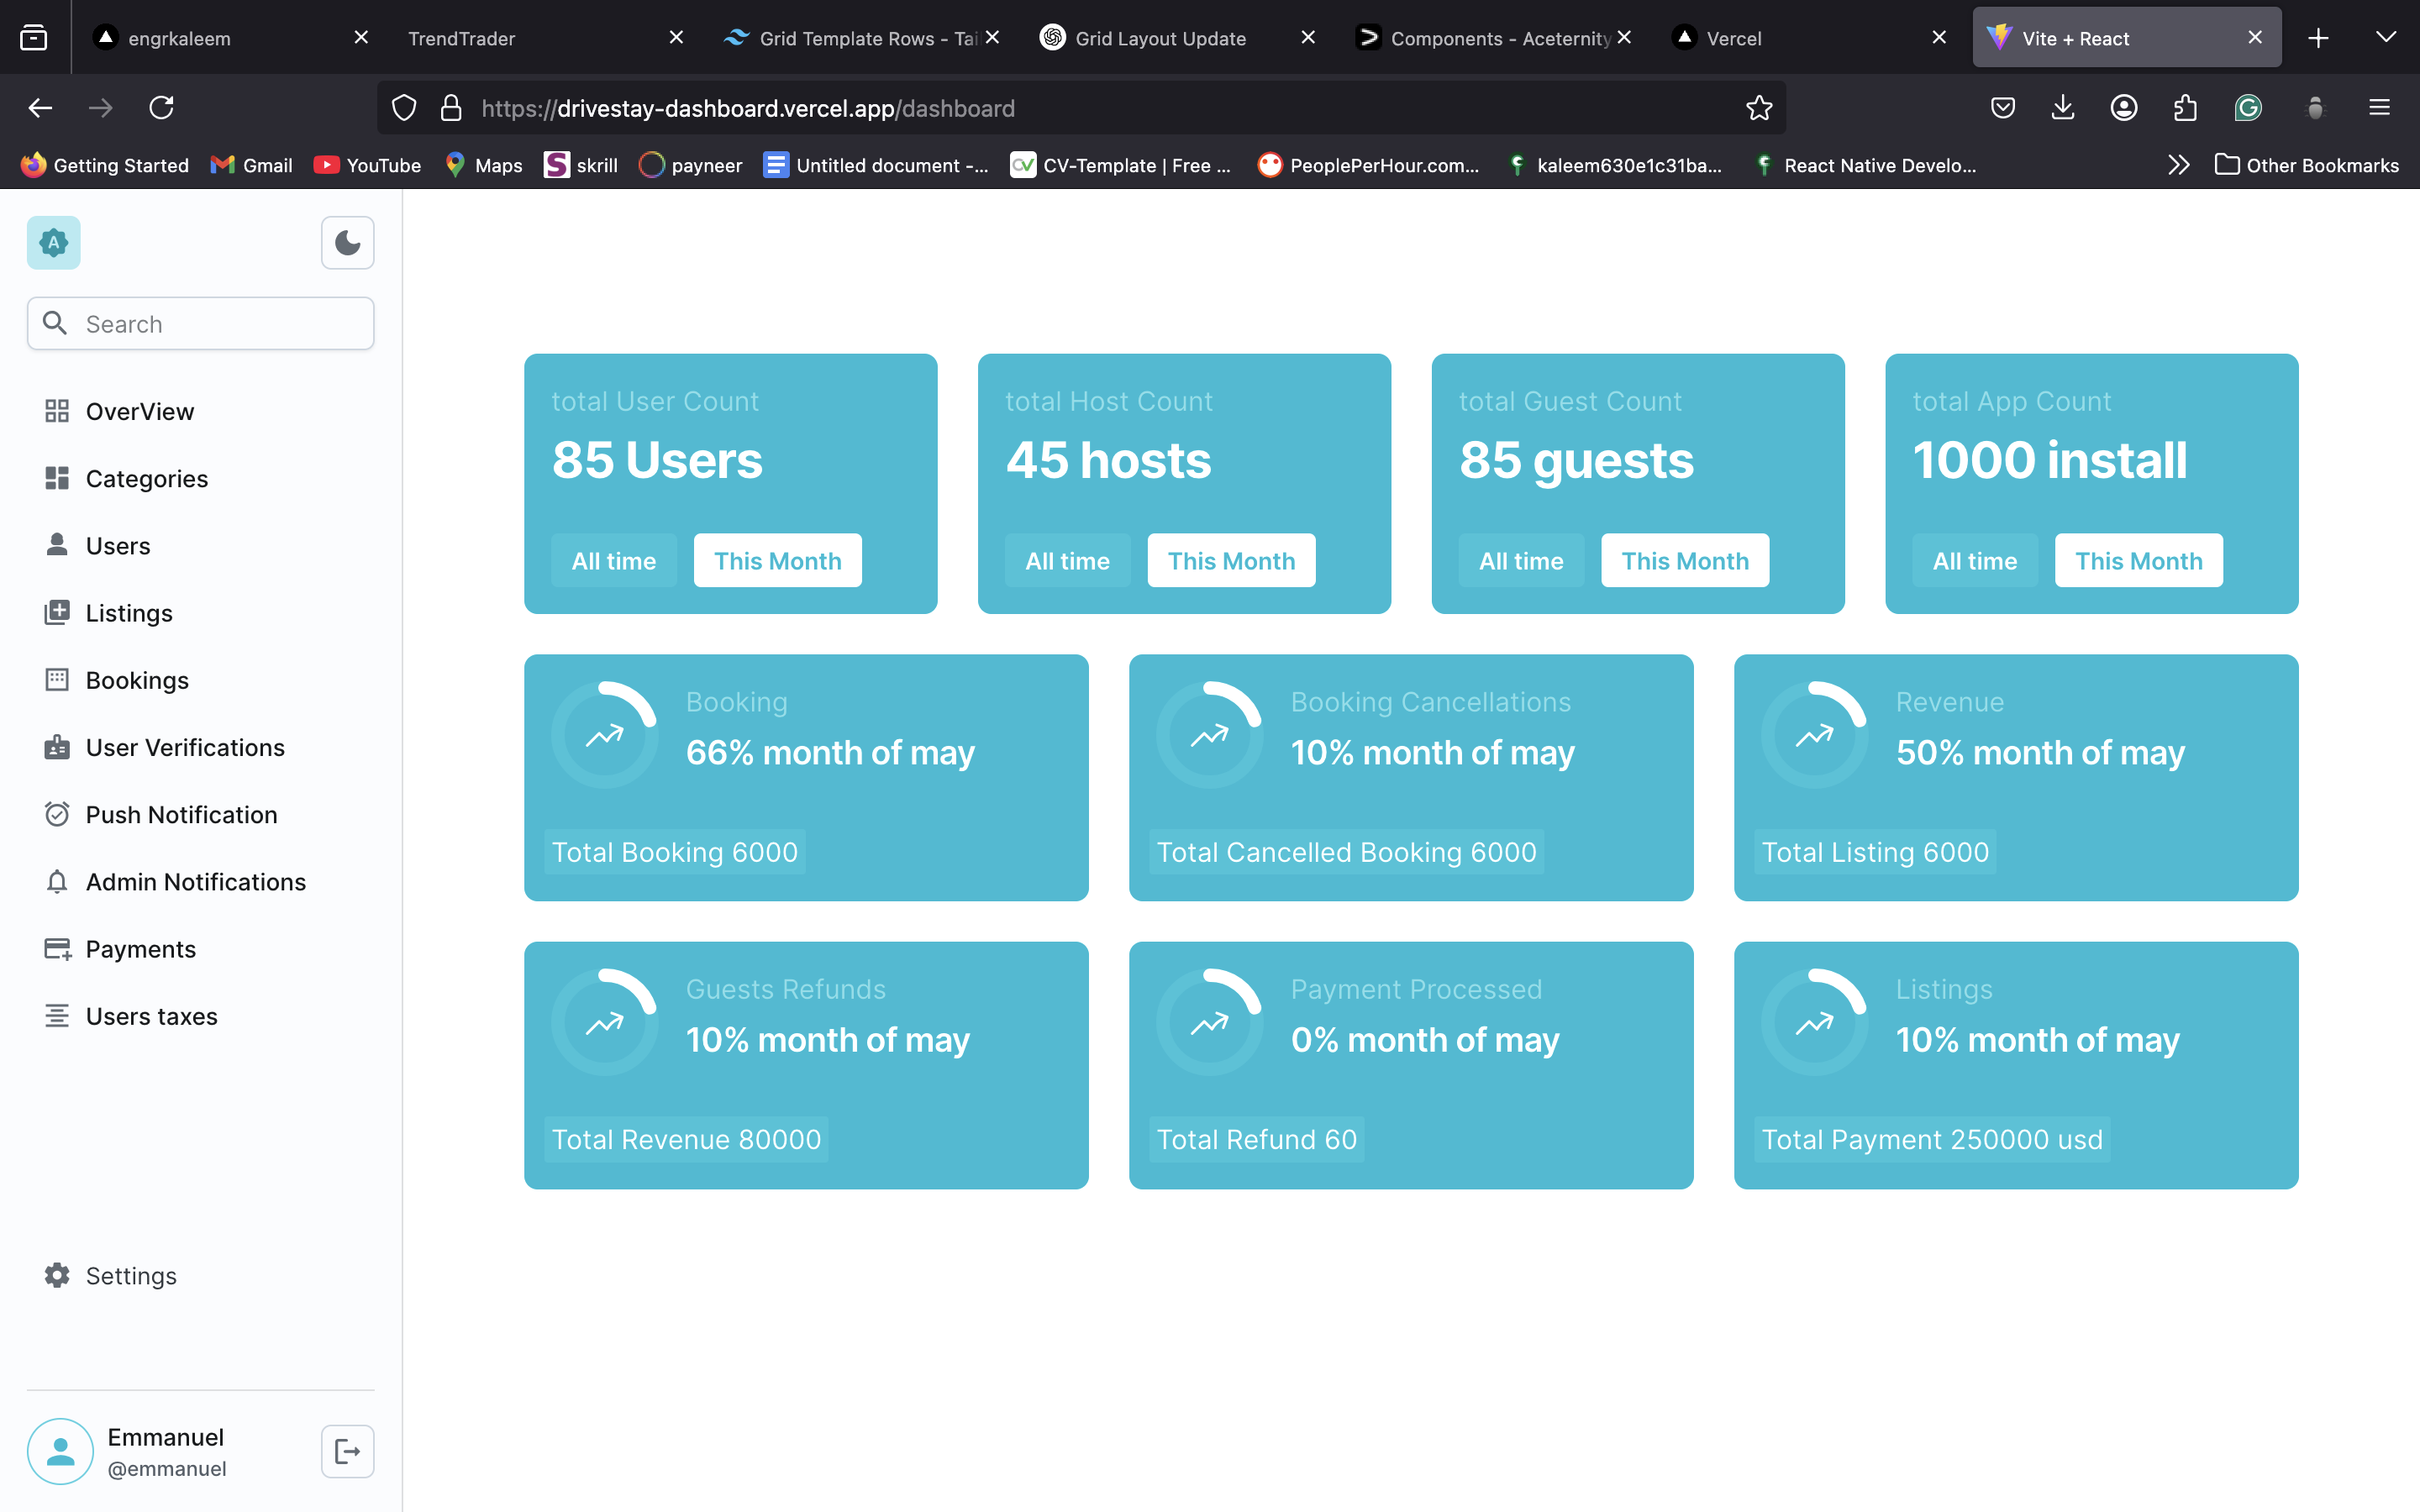 engrkaleem
TrendTrader
Grid Template Rows - Tai
Grid Layout Update
Components - Aceternity
Vercel
Vite + React
https://drivestay-dashboard.vercel.app/dashboard
Getting Started
Gmail
YouTube
Maps
skrill
payneer
Untitled document -...
CV-Template | Free ...
PeoplePerHour.com...
kaleem630e1c31ba...
React Native Develo...
Other Bookmarks
A
Search
OverView
Categories
Users
Listings
Bookings
User Verifications
Push Notification
Admin Notifications
Payments
Users taxes
Settings
Emmanuel
@emmanuel
total User Count
85 Users
All time
This Month
total Host Count
45 hosts
All time
This Month
total Guest Count
85 guests
All time
This Month
total App Count
1000 install
All time
This Month
Booking
66% month of may
Total Booking 6000
Booking Cancellations
10% month of may
Total Cancelled Booking 6000
Revenue
50% month of may
Total Listing 6000
Guests Refunds
10% month of may
Total Revenue 80000
Payment Processed
0% month of may
Total Refund 60
Listings
10% month of may
Total Payment 250000 usd